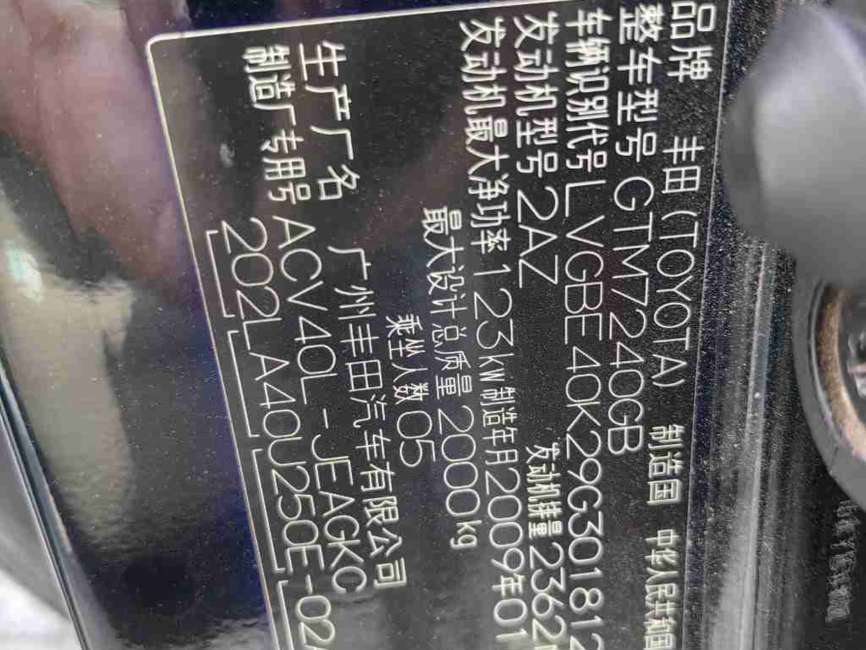 品牌 丰田(TOYOTA) 制造国 中华人民共和国
整车型号 GTM7240GB
车辆识别代号 LVGBE40K29G301812
发动机型号 2AZ 发动机排量 2362
发动机最大净功率 123kw 制造年月 2009年01
最大设计总质量 2000kg
乘坐人数 05
生产厂名 广州丰田汽车有限公司
制造厂专用号 ACV40L-JEAGKC
202LA40U250E-02